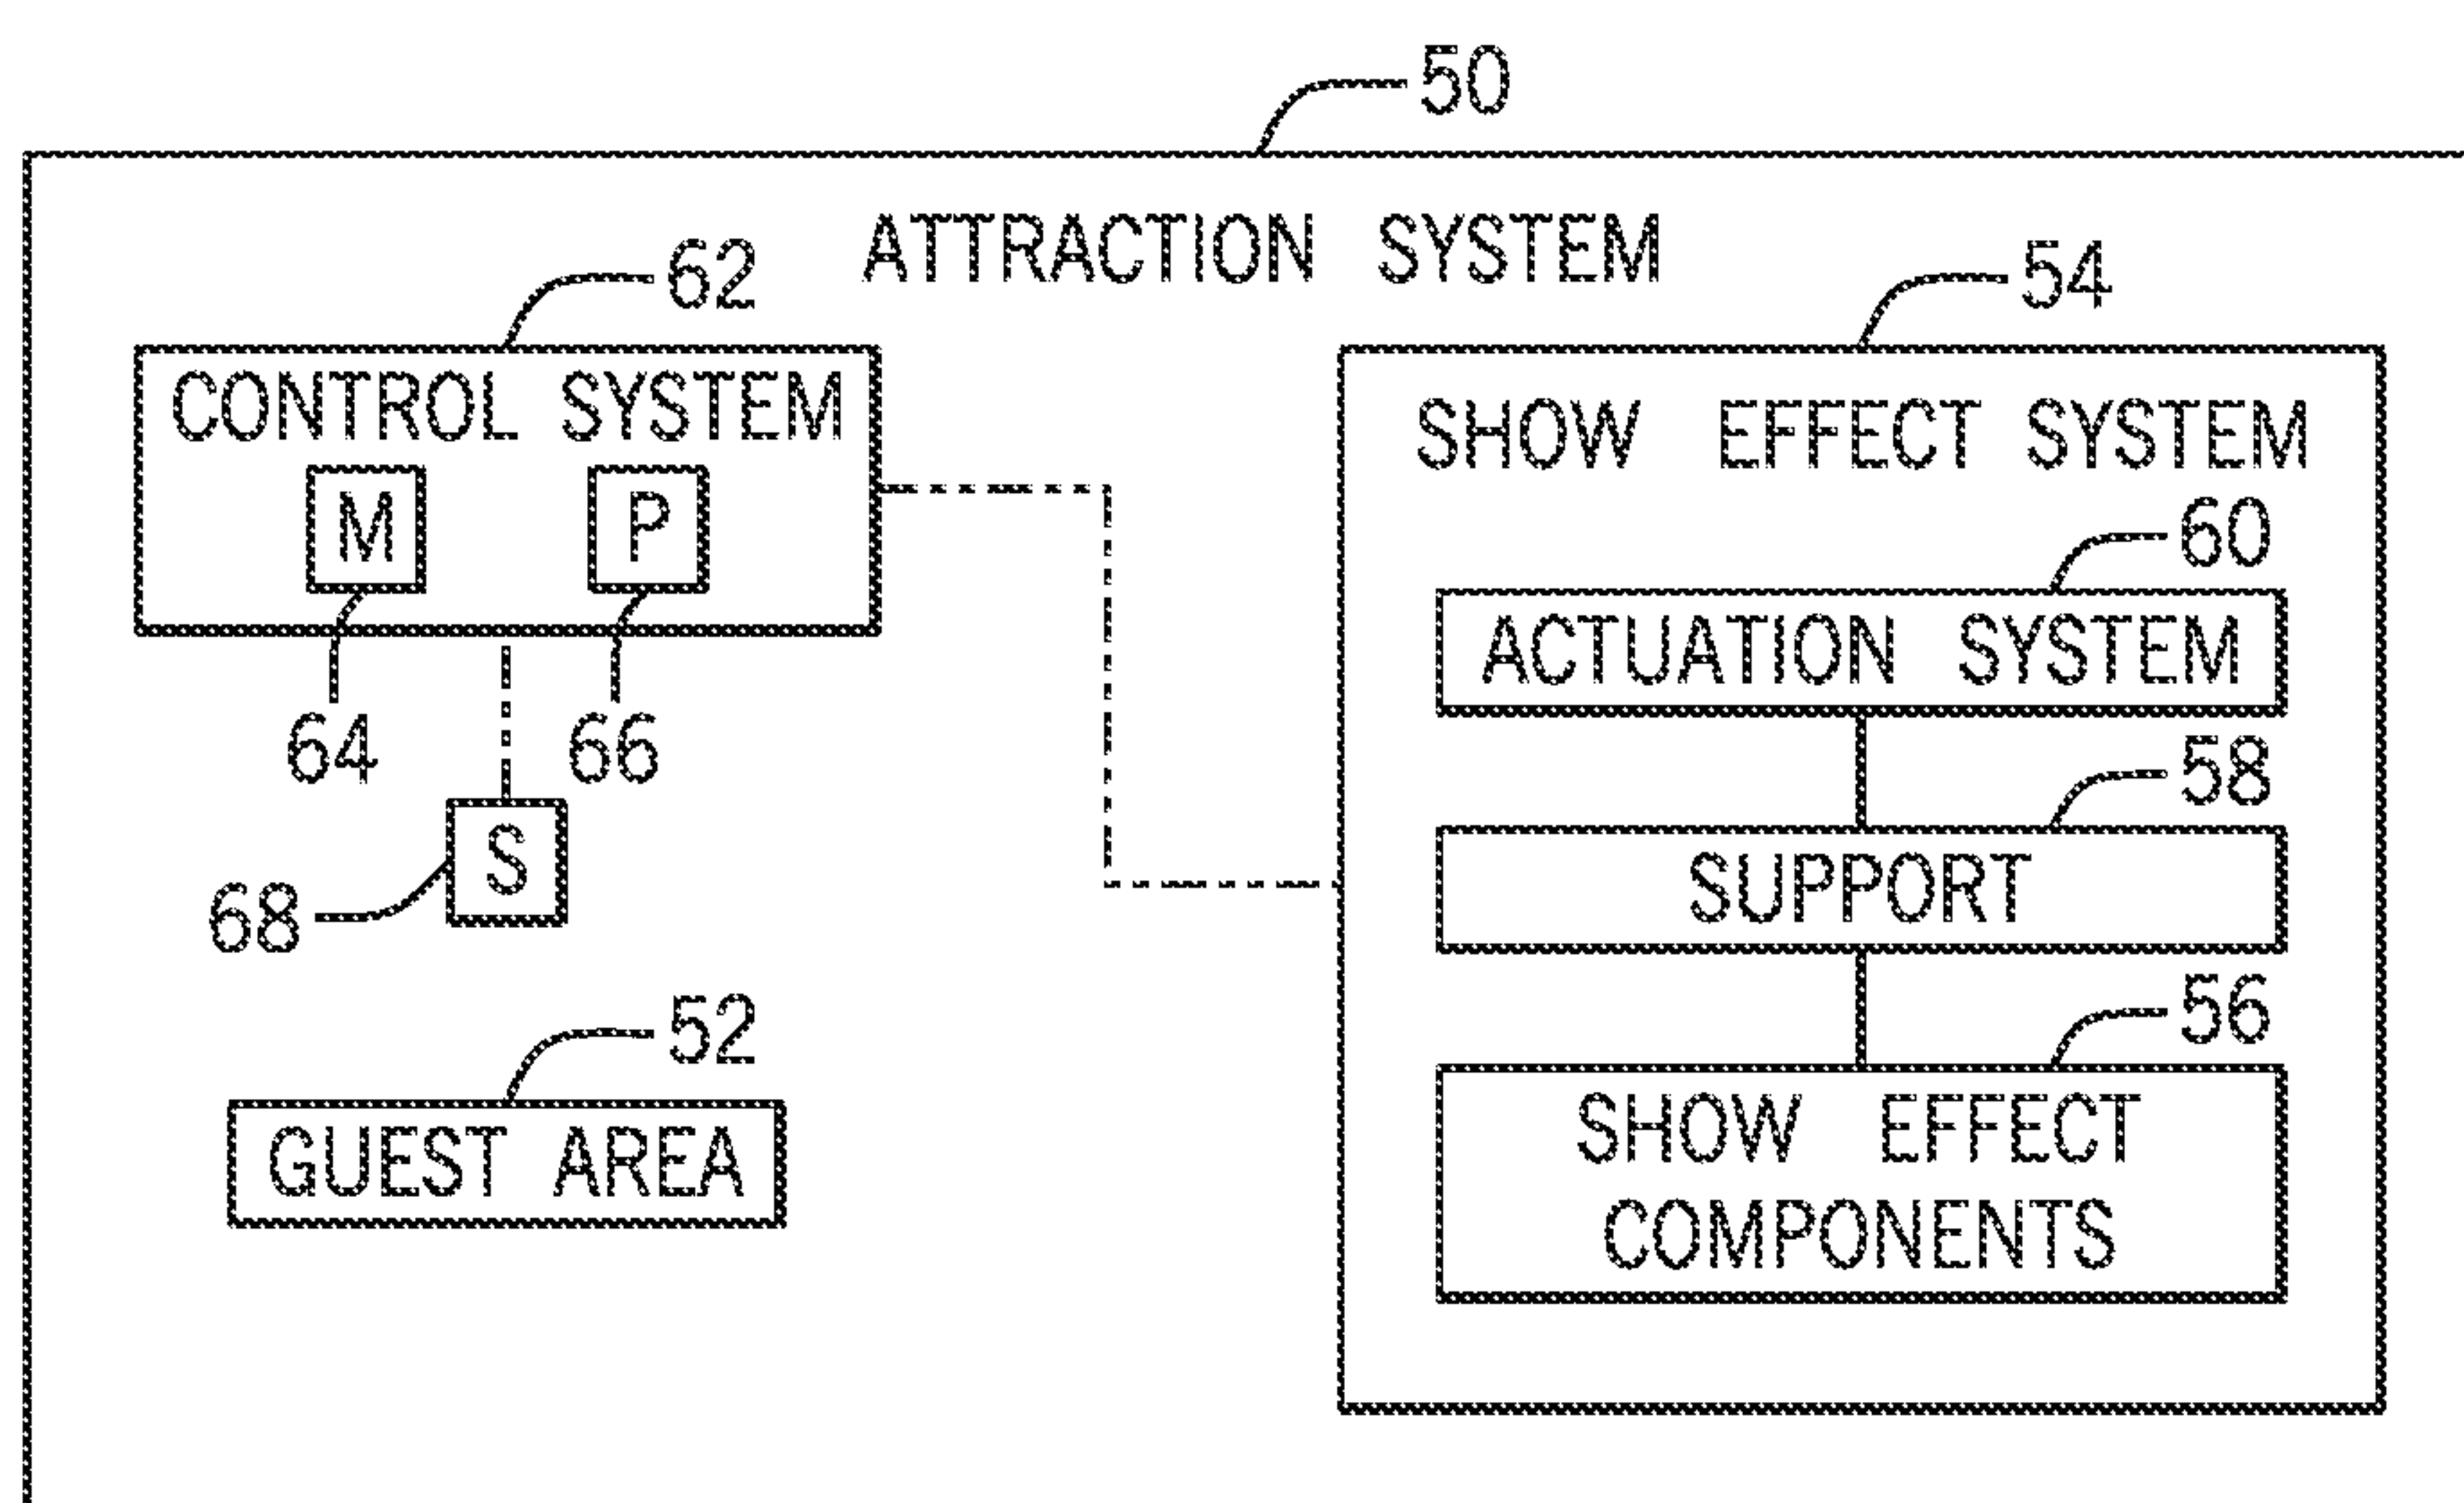 50
ATTRACTION SYSTEM
62
54
CONTROL SYSTEM
M
P
64
66
S
68
52
GUEST AREA
SHOW EFFECT SYSTEM
60
ACTUATION SYSTEM
58
SUPPORT
56
SHOW EFFECT
COMPONENTS